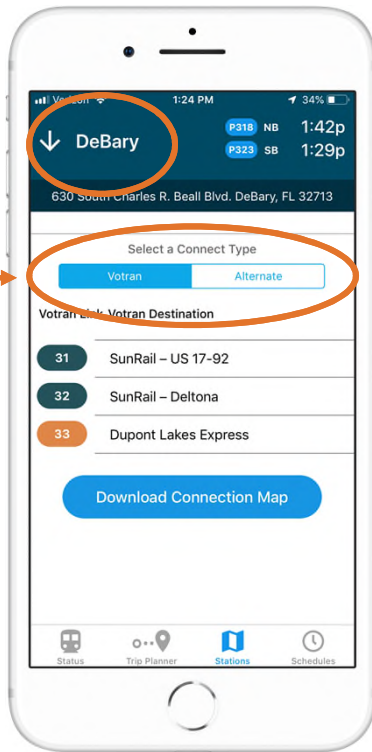 1:24 PM 34%
DeBary
P318 NB 1:42p
P323 SB 1:29p
630 South Charles R. Beall Blvd. DeBary, FL 32713
Select a Connect Type
Votran Alternate
Votran Link Votran Destination
31 SunRail – US 17-92
32 SunRail – Deltona
33 Dupont Lakes Express
Download Connection Map
Status Trip Planner Stations Schedules